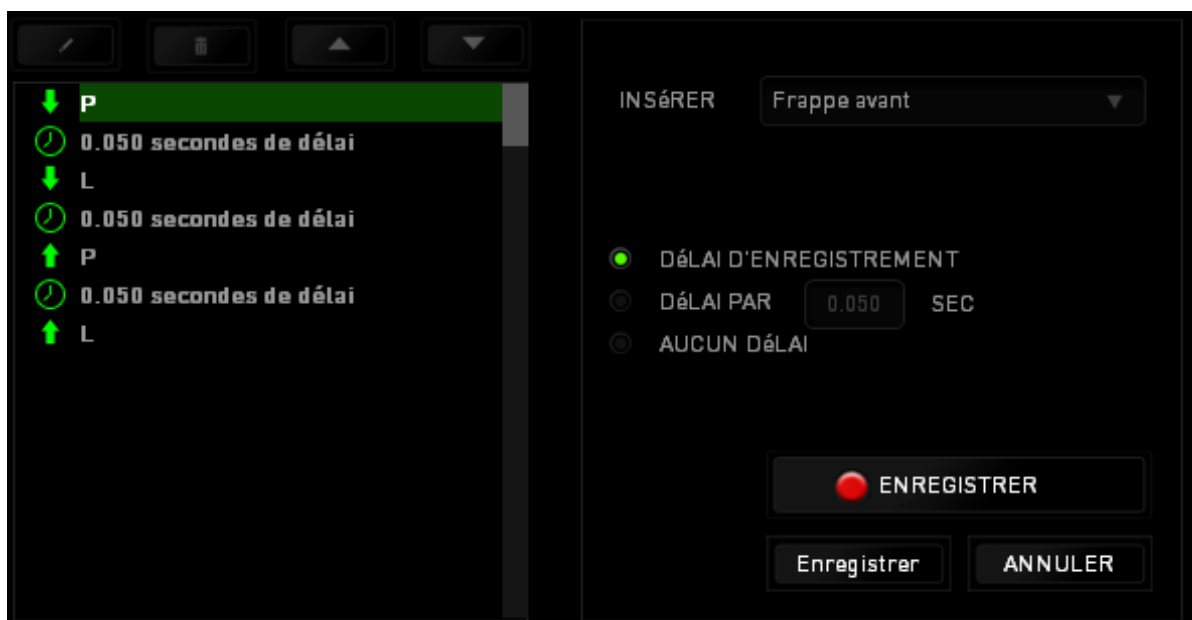 P
0.050 secondes de délai
L
0.050 secondes de délai
P
0.050 secondes de délai
L
INSéRER Frappe avant
DéLAI D'ENREGISTREMENT
DéLAI PAR 0.050 SEC
AUCUN DéLAI
ENREGISTRER
Enregistrer ANNULER